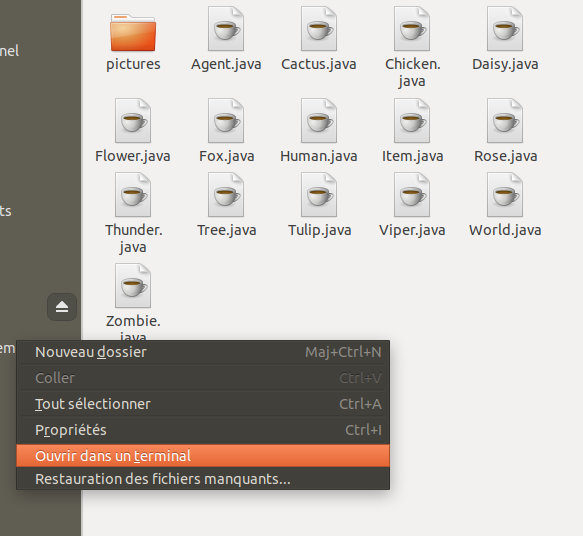 nel
pictures
Agent.java
Cactus.java
Chicken.
java
Daisy.java
Flower.java
Fox.java
Human.java
Item.java
Rose.java
ts
Thunder.
java
Tree.java
Tulip.java
Viper.java
World.java
Zombie.
java
em
Nouveau dossier Maj+Ctrl+N
Coller Ctrl+V
Tout sélectionner Ctrl+A
Propriétés Ctrl+I
Ouvrir dans un terminal
Restauration des fichiers manquants...